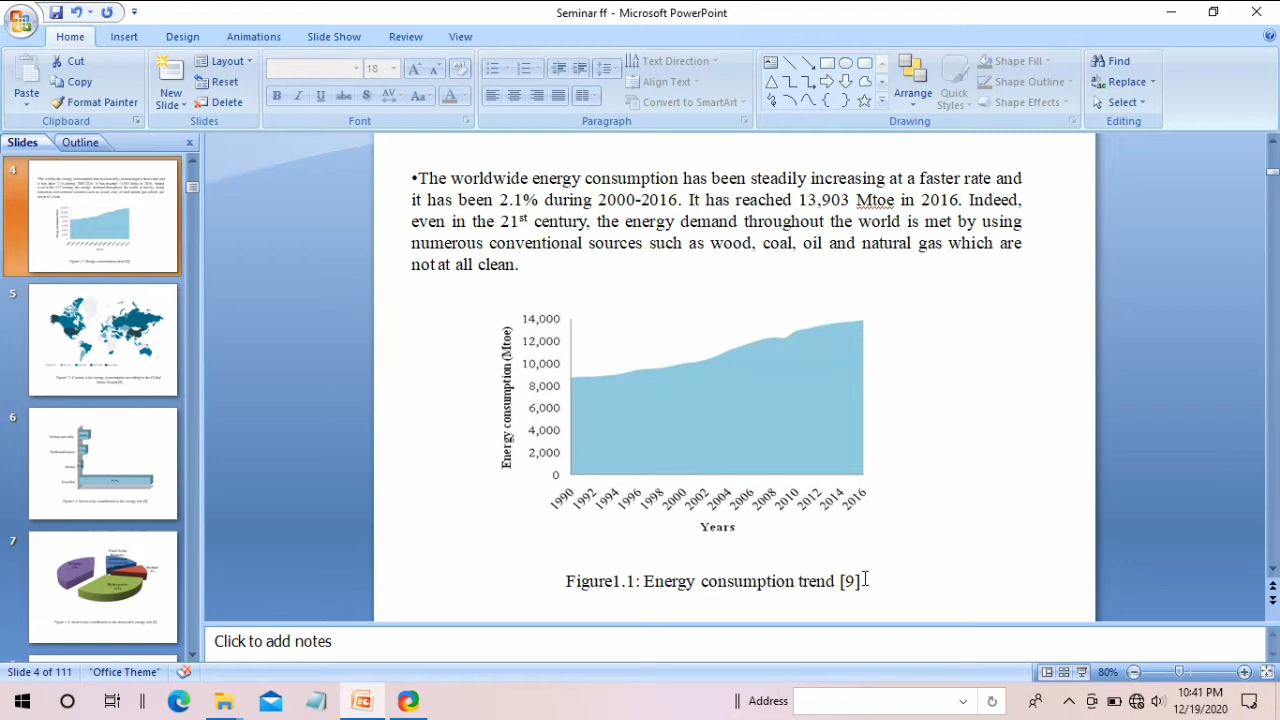 Seminar ff - Microsoft PowerPoint
Home Insert Design Animations Slide Show Review View
Paste Cut Copy Format Painter
Clipboard
New Slide Layout Reset Delete
Slides
18
B I U abc S AV Aa A
Font
Text Direction
Align Text
Convert to SmartArt
Paragraph
Arrange Quick Styles
Shape Fill
Shape Outline
Shape Effects
Drawing
Find
Replace
Select
Editing
Slides Outline
4
5
6
7
•The worldwide energy consumption has been steadily increasing at a faster rate and
it has been 2.1% during 2000-2016. It has reached 13,903 Mtoe in 2016. Indeed,
even in the 21st century, the energy demand throughout the world is met by using
numerous conventional sources such as wood, coal, oil and natural gas which are
not at all clean.
Energy consumption (Mtoe)
14,000
12,000
10,000
8,000
6,000
4,000
2,000
0
1990 1992 1994 1996 1998 2000 2002 2004 2006 2008 2010 2012 2014 2016
Years
Figure1.1: Energy consumption trend [9]
Click to add notes
Slide 4 of 111 "Office Theme" 80%
Address
10:41 PM
12/19/2020